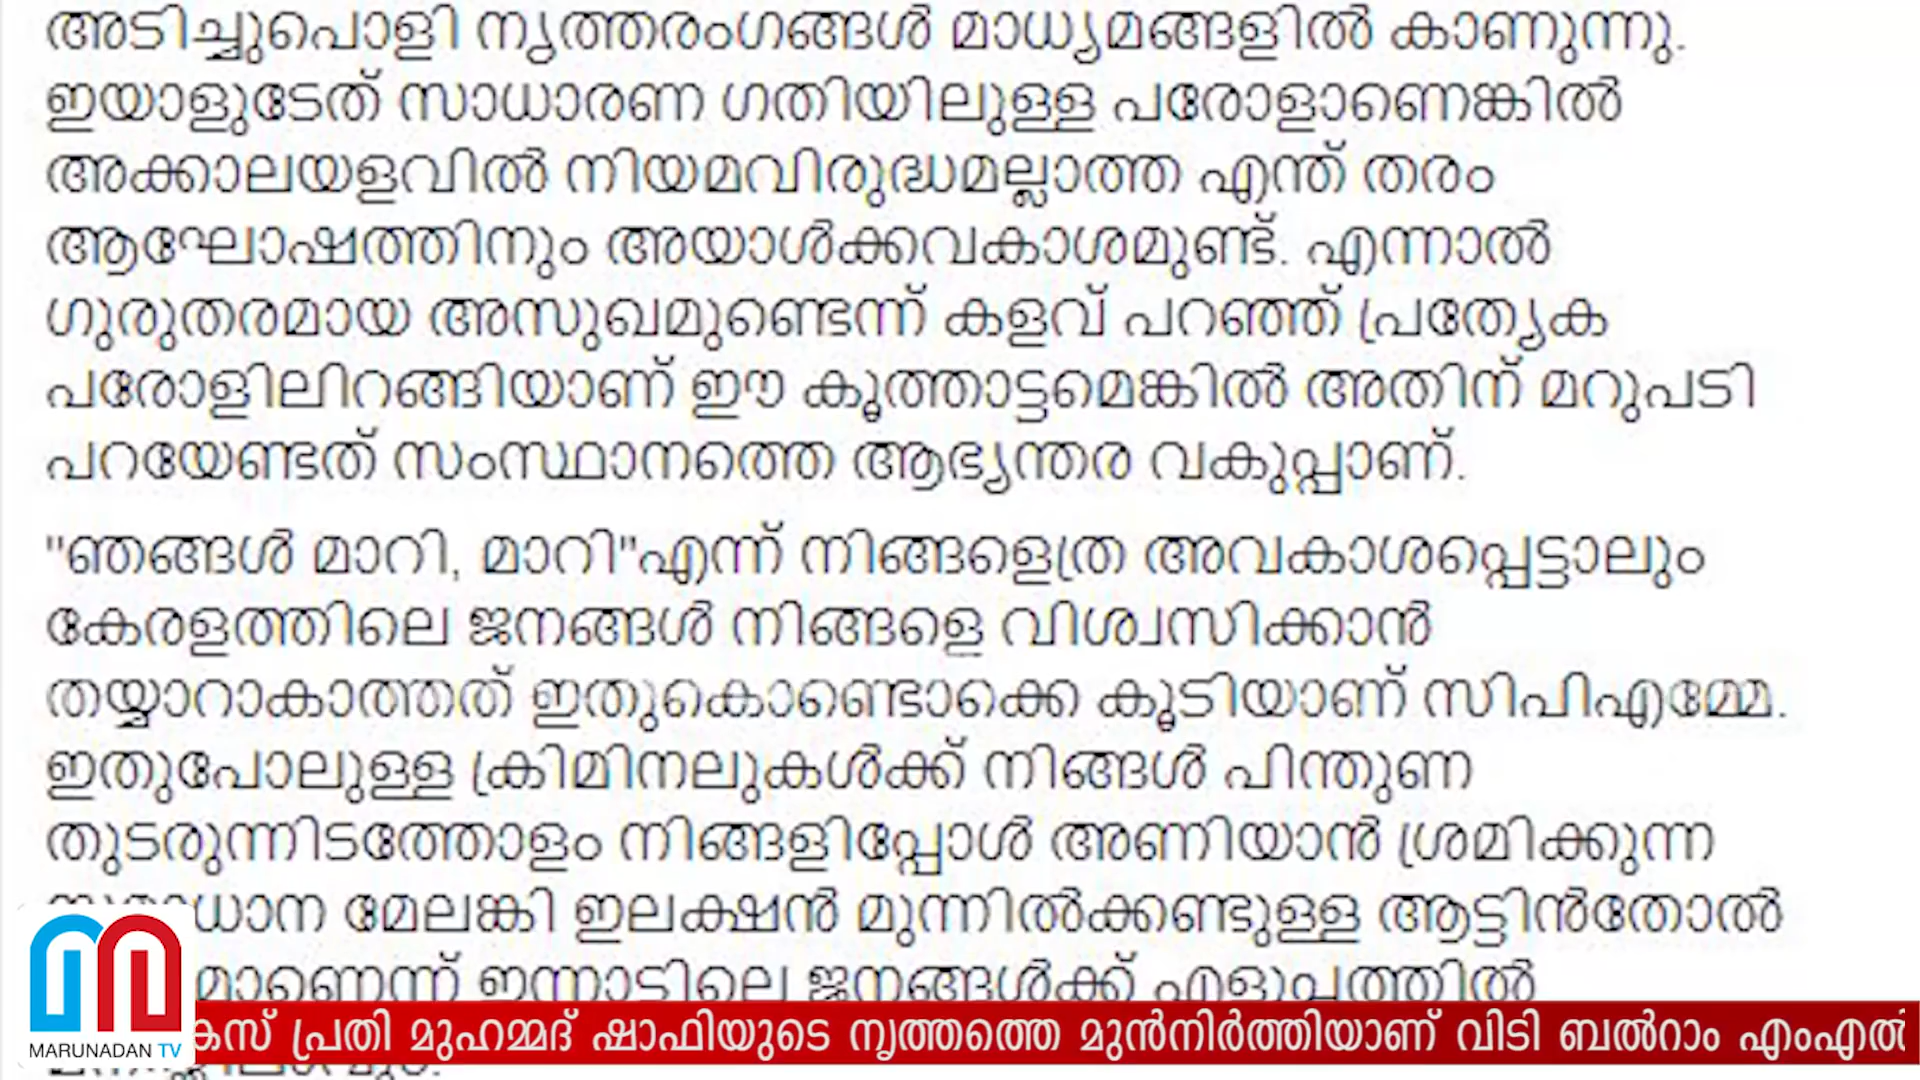 അടിച്ചുപൊളി നൃത്തരംഗങ്ങൾ മാധ്യമങ്ങളിൽ കാണുന്നു.
ഇയാളുടേത് സാധാരണ ഗതിയിലുള്ള പരോളാണെങ്കിൽ
അക്കാലയളവിൽ നിയമവിരുദ്ധമല്ലാത്ത എന്ത് തരം
ആഘോഷത്തിനും അയാൾക്കവകാശമുണ്ട്. എന്നാൽ
ഗുരുതരമായ അസുഖമുണ്ടെന്ന് കളവ് പറഞ്ഞ് പ്രത്യേക
പരോളിലിറങ്ങിയാണ് ഈ കൂത്താട്ടമെങ്കിൽ അതിന് മറുപടി
പറയേണ്ടത് സംസ്ഥാനത്തെ ആഭ്യന്തര വകുപ്പാണ്.
"ഞങ്ങൾ മാറി, മാറി"എന്ന് നിങ്ങളെത്ര അവകാശപ്പെട്ടാലും
കേരളത്തിലെ ജനങ്ങൾ നിങ്ങളെ വിശ്വസിക്കാൻ
തയ്യാറാകാത്തത് ഇതുകൊണ്ടൊക്കെ കൂടിയാണ് സിപിഎമ്മേ.
ഇതുപോലുള്ള ക്രിമിനലുകൾക്ക് നിങ്ങൾ പിന്തുണ
തുടരുന്നിടത്തോളം നിങ്ങളിപ്പോൾ അണിയാൻ ശ്രമിക്കുന്ന
മേലങ്കി ഇലക്ഷൻ മുന്നിൽക്കണ്ടുള്ള ആട്ടിൻതോൽ
ഇന്നാട്ടിലെ ജനങ്ങൾക്ക് എളുപ്പത്തിൽ
പ്രതി മുഹമ്മദ് ഷാഫിയുടെ നൃത്തത്തെ മുൻനിർത്തിയാണ് വിടി ബൽറാം എംഎൽ
MARUNADAN TV